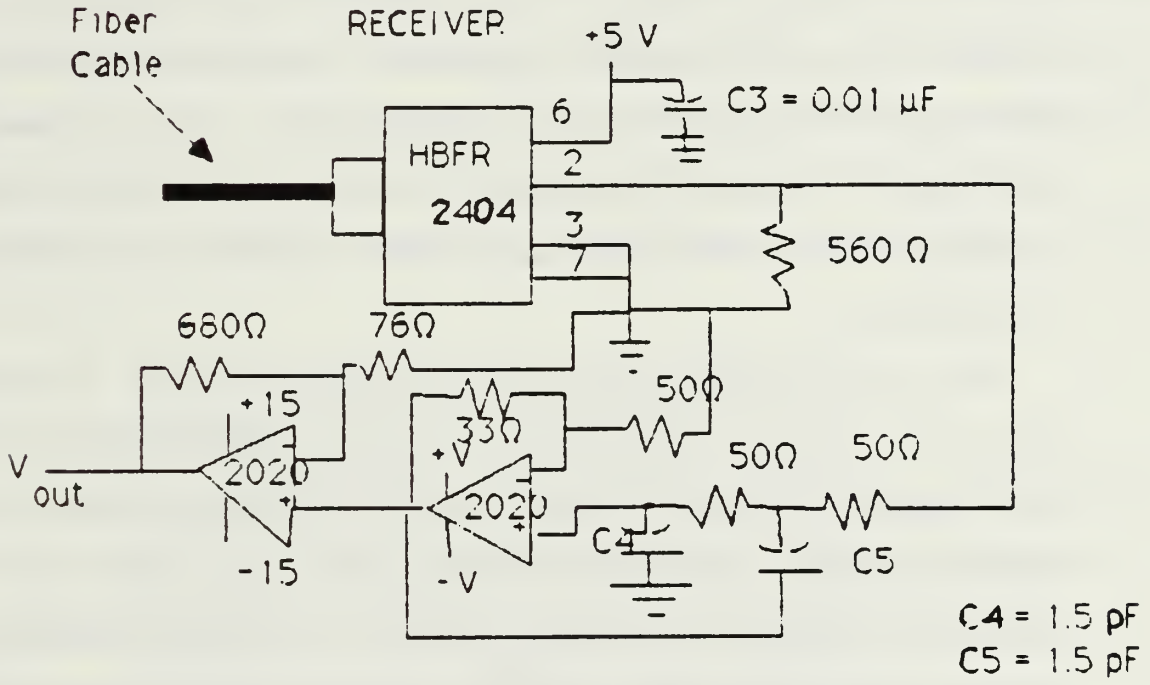 Fiber
Cable
RECEIVER
+5 V
C3 = 0.01 µF
HBFR
2404
6
2
3
7
560 Ω
680Ω
76Ω
+15
2020
-
+
-15
V
out
33Ω
50Ω
+V
2020
-
+
-V
50Ω
50Ω
C4
C5
C4 = 1.5 pF
C5 = 1.5 pF